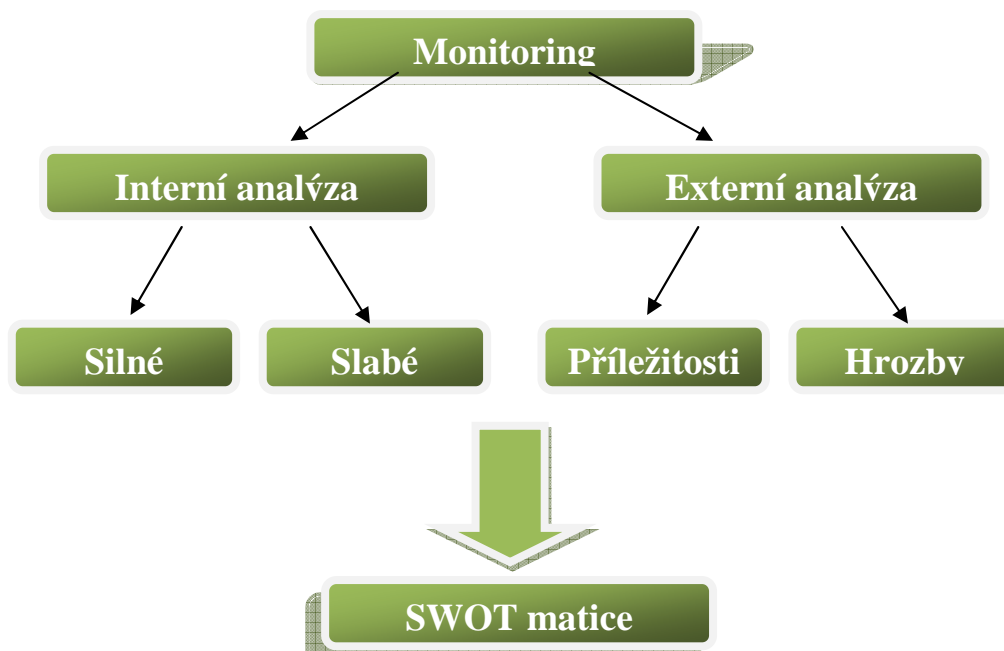 Monitoring
Interní analýza
Externí analýza
Silné
Slabé
Příležitosti
Hrozby
SWOT matice